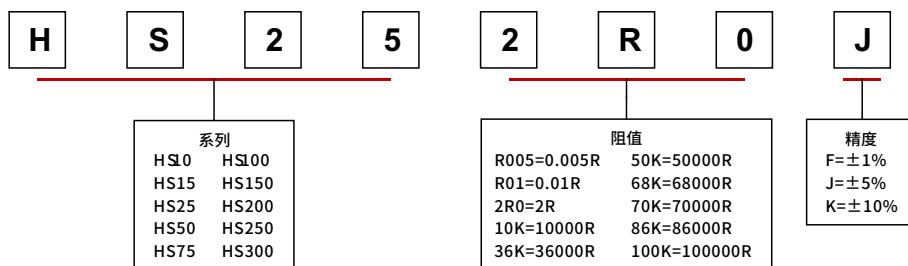 H S 2 5 2 R 0 J
系列
HS10 HS100
HS15 HS150
HS25 HS200
HS50 HS250
HS75 HS300
阻值
R005=0.005R 50K=50000R
R01=0.01R 68K=68000R
2R0=2R 70K=70000R
10K=10000R 86K=86000R
36K=36000R 100K=100000R
精度
F=±1%
J=±5%
K=±10%